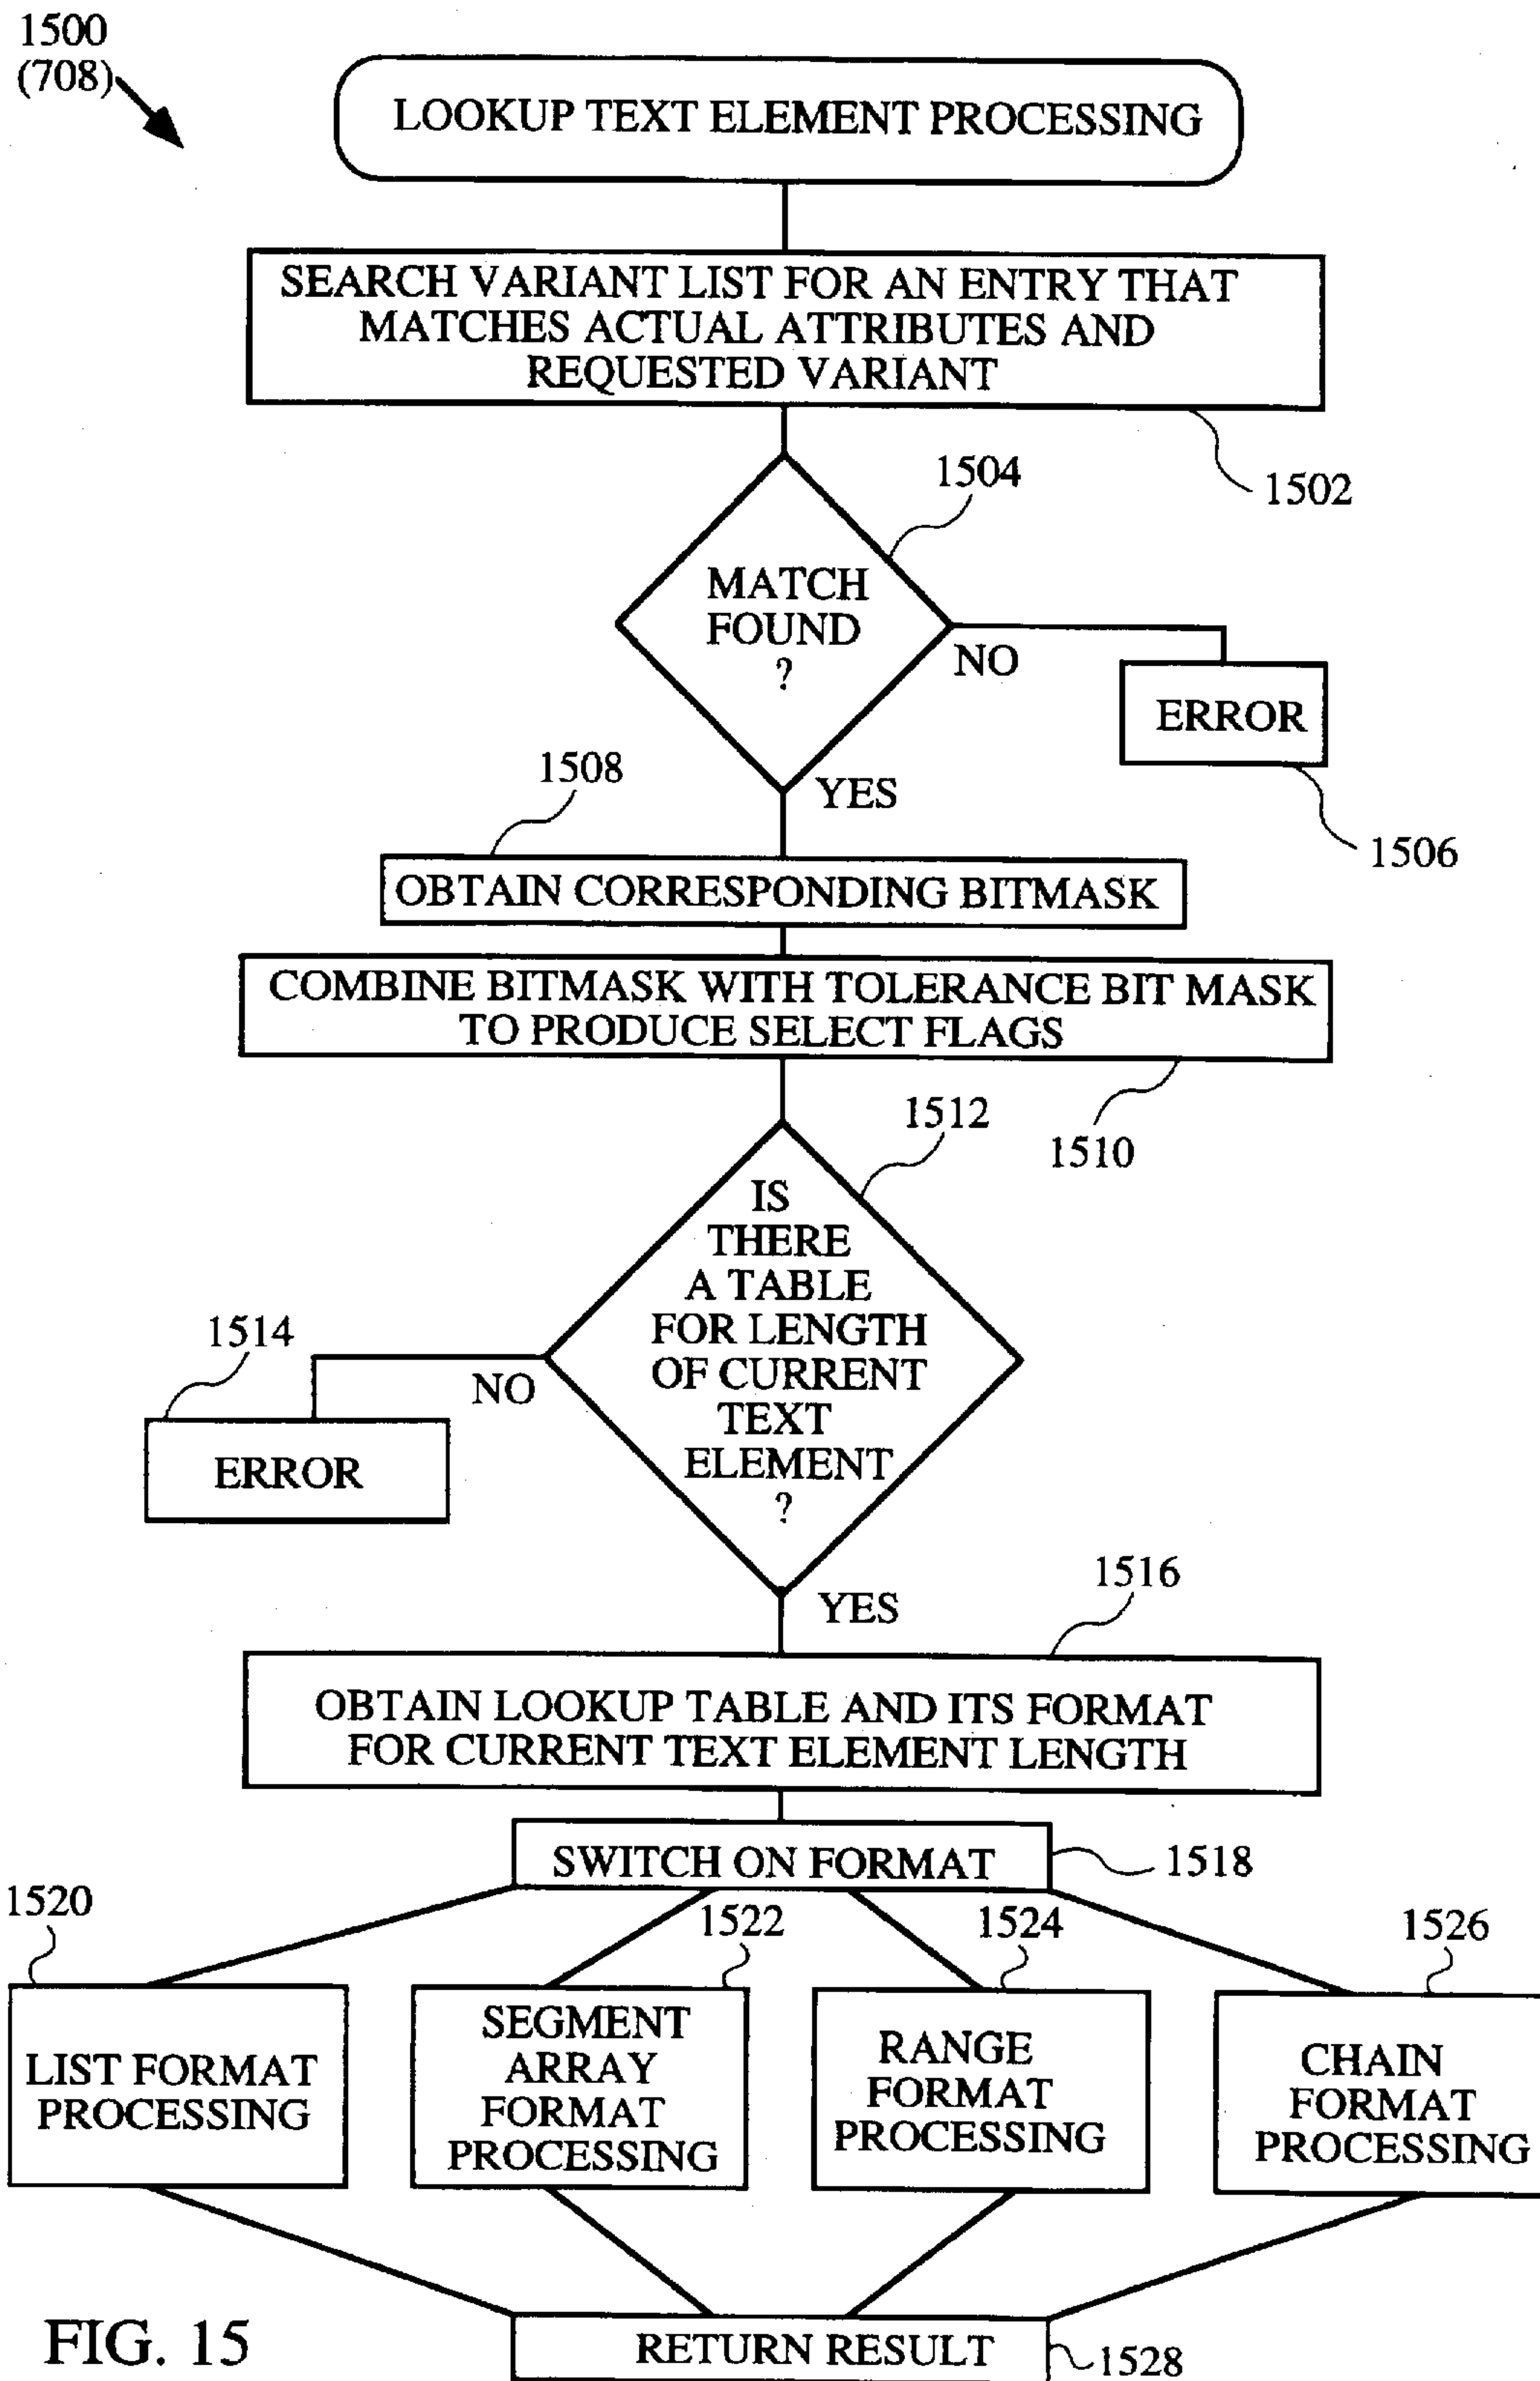 1500
(708)
LOOKUP TEXT ELEMENT PROCESSING
SEARCH VARIANT LIST FOR AN ENTRY THAT
MATCHES ACTUAL ATTRIBUTES AND
REQUESTED VARIANT
1502
1504
MATCH
FOUND
?
NO
ERROR
1506
YES
1508
OBTAIN CORRESPONDING BITMASK
COMBINE BITMASK WITH TOLERANCE BIT MASK
TO PRODUCE SELECT FLAGS
1510
1512
IS
THERE
A TABLE
FOR LENGTH
OF CURRENT
TEXT
ELEMENT
?
NO
1514
ERROR
YES
1516
OBTAIN LOOKUP TABLE AND ITS FORMAT
FOR CURRENT TEXT ELEMENT LENGTH
SWITCH ON FORMAT
1518
1520
LIST FORMAT
PROCESSING
1522
SEGMENT
ARRAY
FORMAT
PROCESSING
1524
RANGE
FORMAT
PROCESSING
1526
CHAIN
FORMAT
PROCESSING
RETURN RESULT
1528
FIG. 15